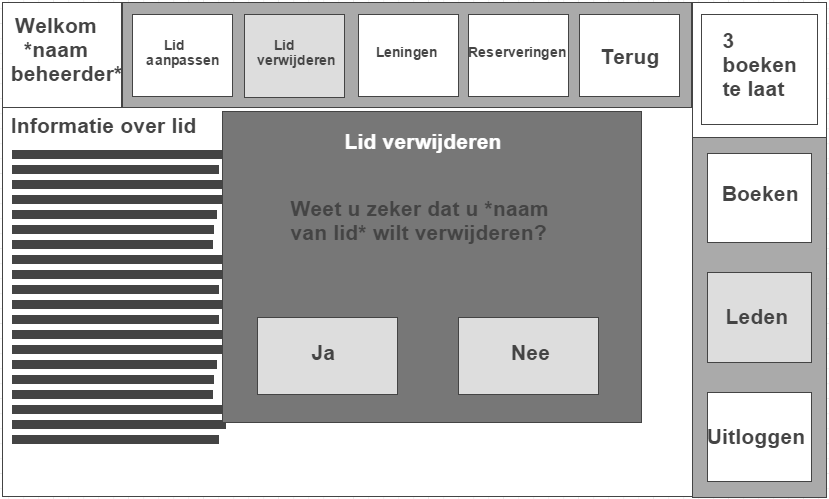 Welkom
*naam
beheerder*
Lid
aanpassen
Lid
verwijderen
Leningen
Reserveringen
Terug
3
boeken
te laat
Informatie over lid
Lid verwijderen
Weet u zeker dat u *naam
van lid* wilt verwijderen?
Ja
Nee
Boeken
Leden
Uitloggen